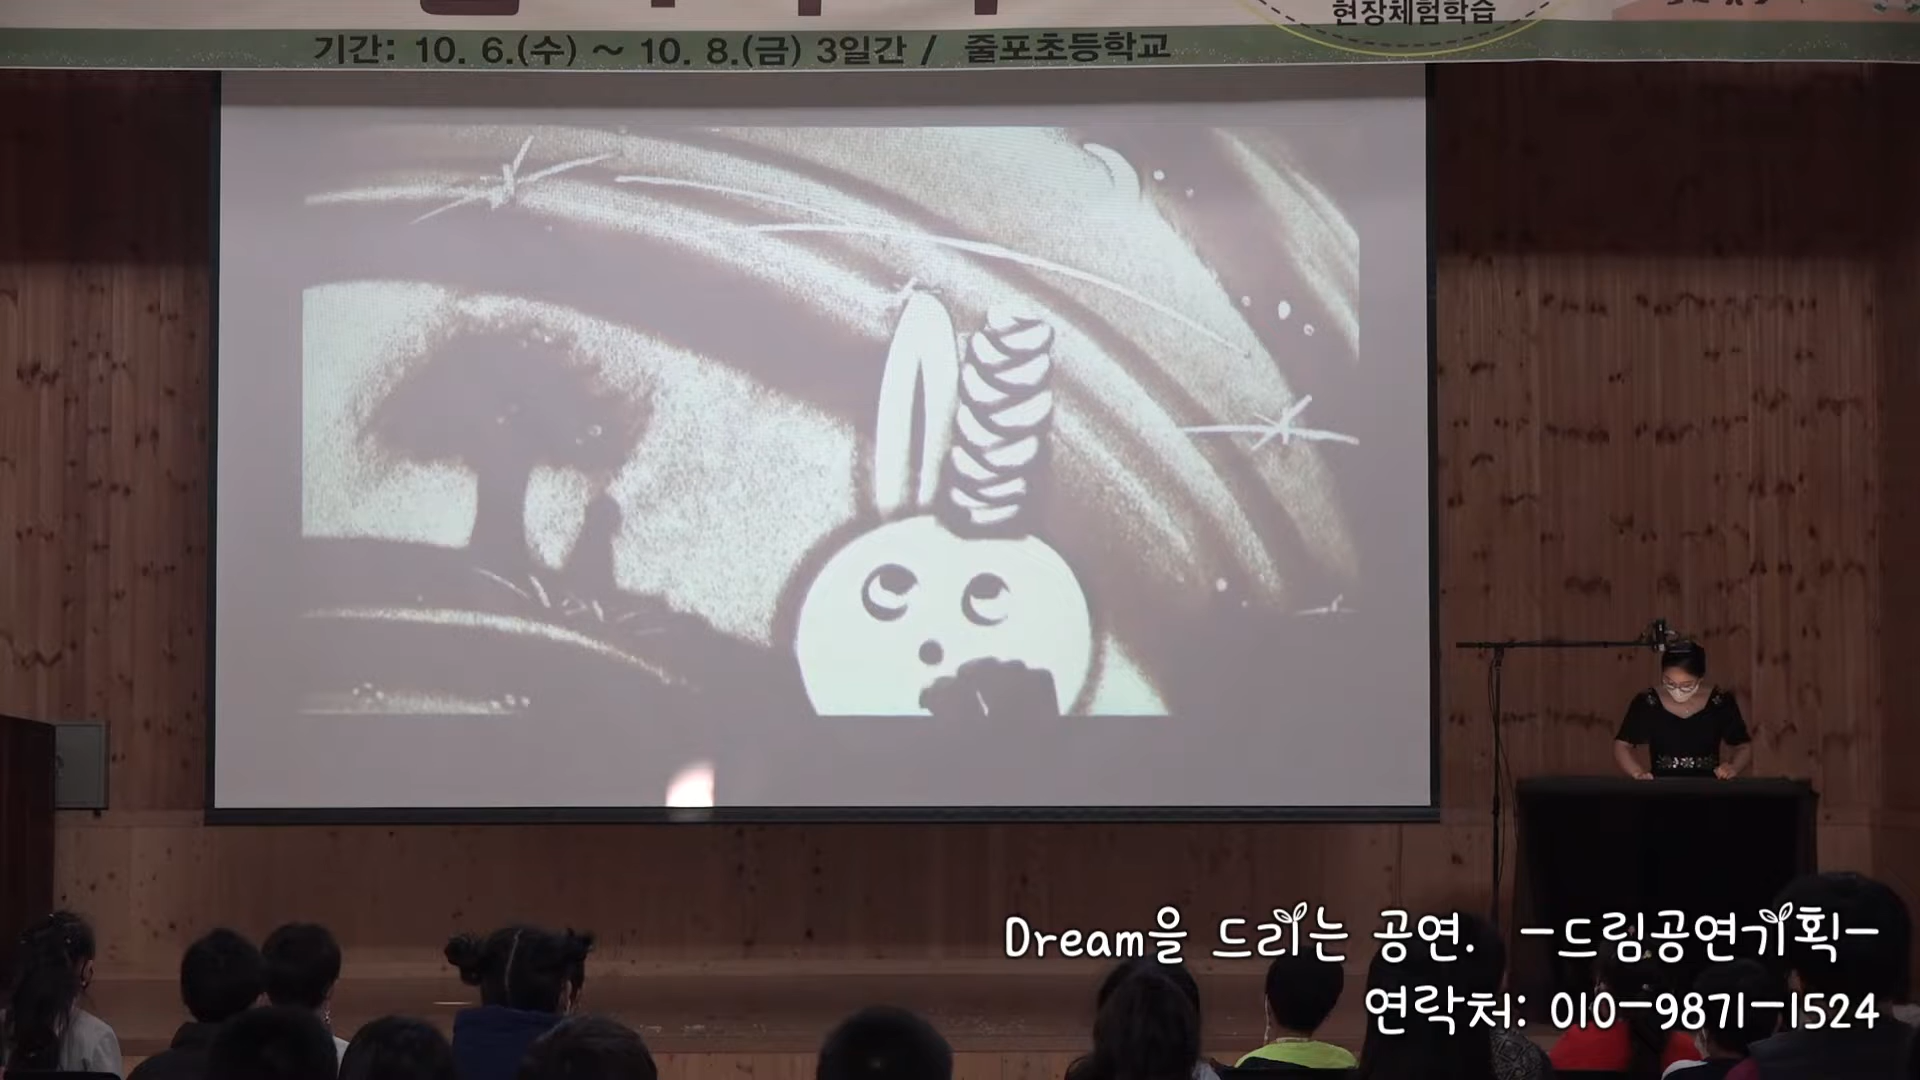 현장체험학습
기간: 10. 6.(수) ~ 10. 8.(금) 3일간 / 줄포초등학교
Dream을 드리는 공연. -드림공연기획-
연락처: 010-9871-1524